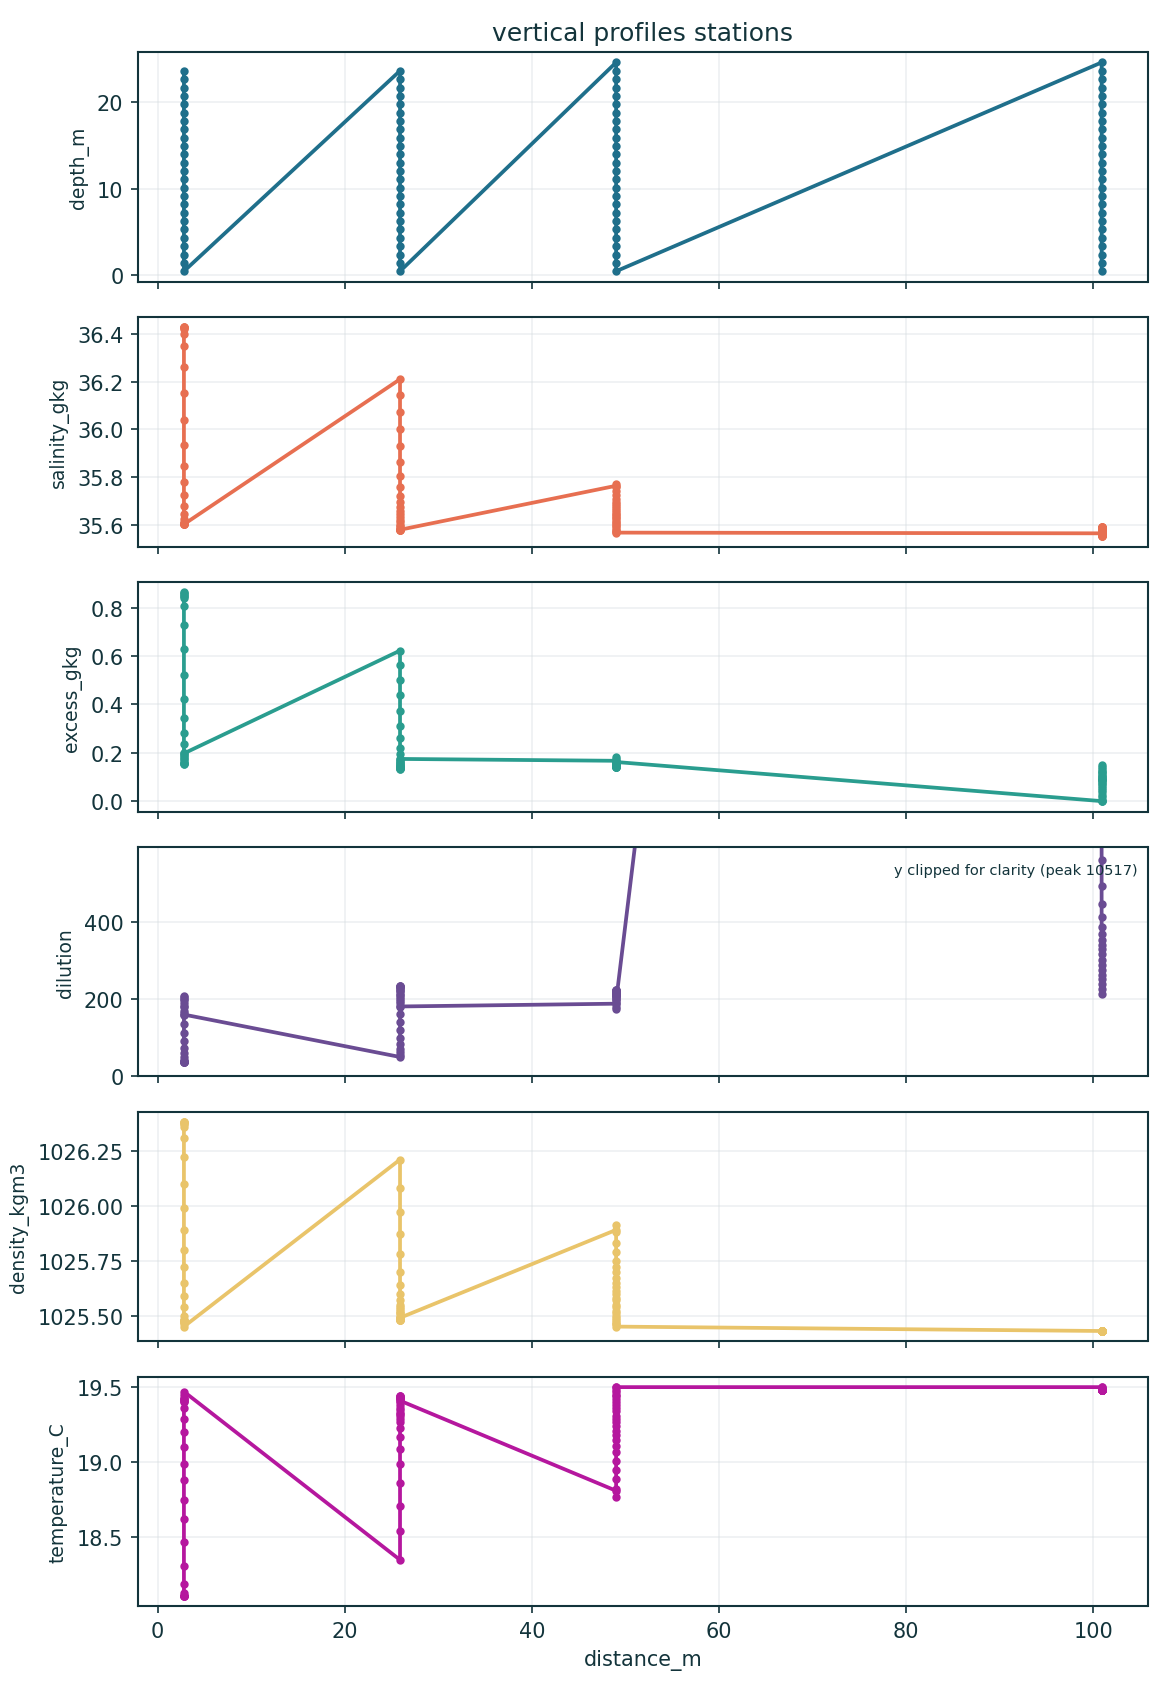 vertical profiles stations
depth_m
20
10
0
salinity_gkg
36.4
36.2
36.0
35.8
35.6
excess_gkg
0.8
0.6
0.4
0.2
0.0
dilution
y clipped for clarity (peak 10517)
400
200
0
density_kgm3
1026.25
1026.00
1025.75
1025.50
temperature_C
19.5
19.0
18.5
0 20 40 60 80 100
distance_m